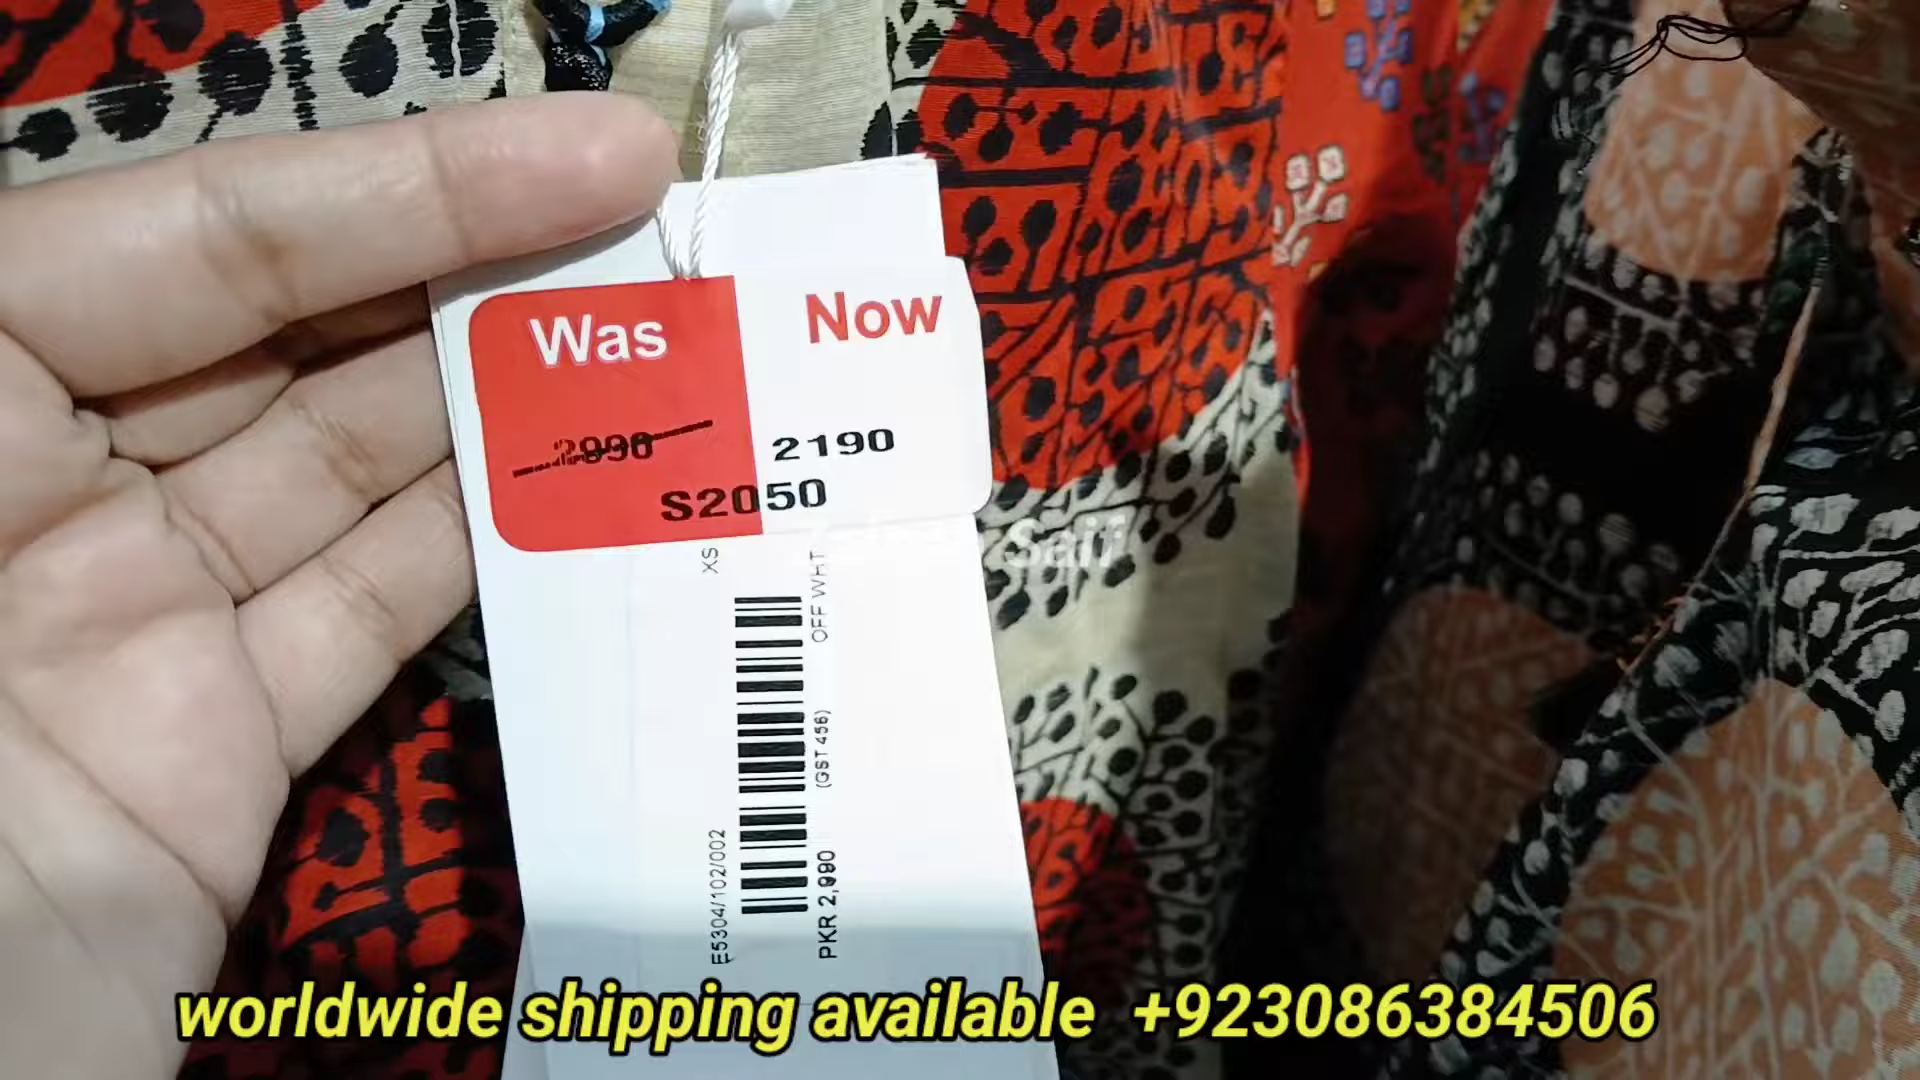 Was
Now
2990
2190
S2050
XS
OFF WHT
(GST 456)
E5304/102/002
PKR 2,990
Saif
worldwide shipping available +923086384506